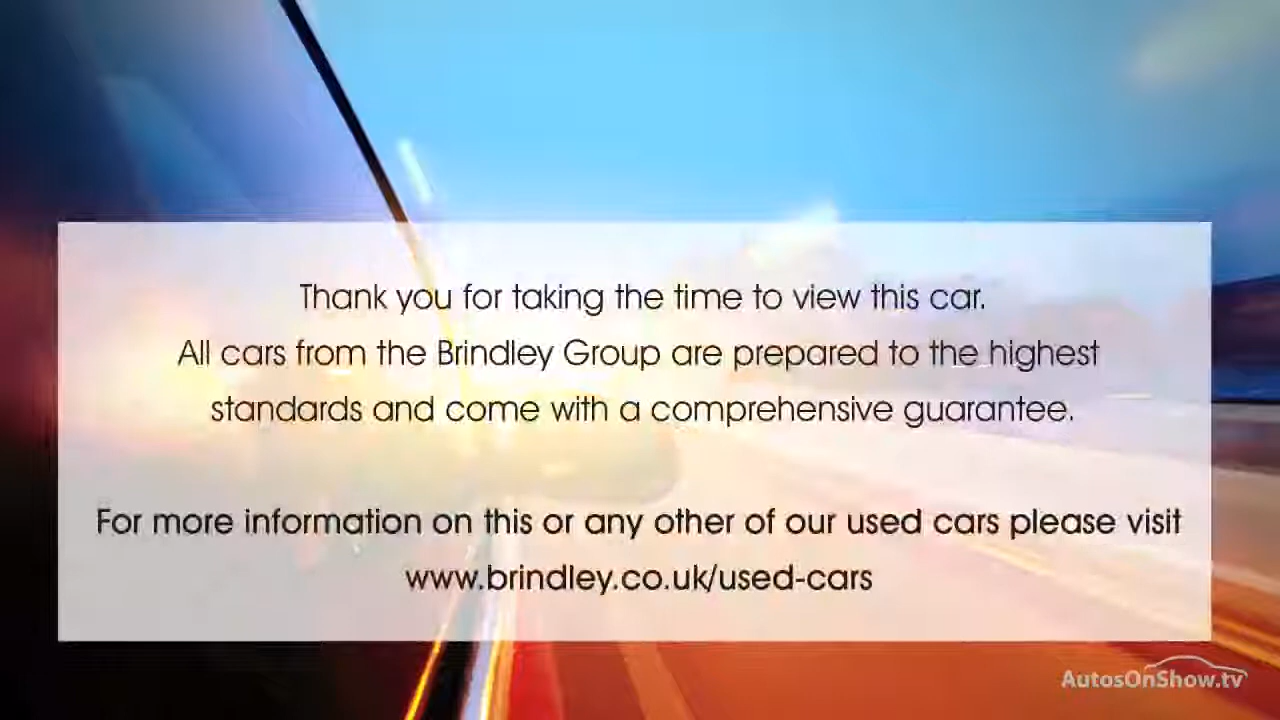 Thank you for taking the time to view this car.
All cars from the Brindley Group are prepared to the highest
standards and come with a comprehensive guarantee.
For more information on this or any other of our used cars please visit
www.brindley.co.uk/used-cars
AutosOnShow.tv